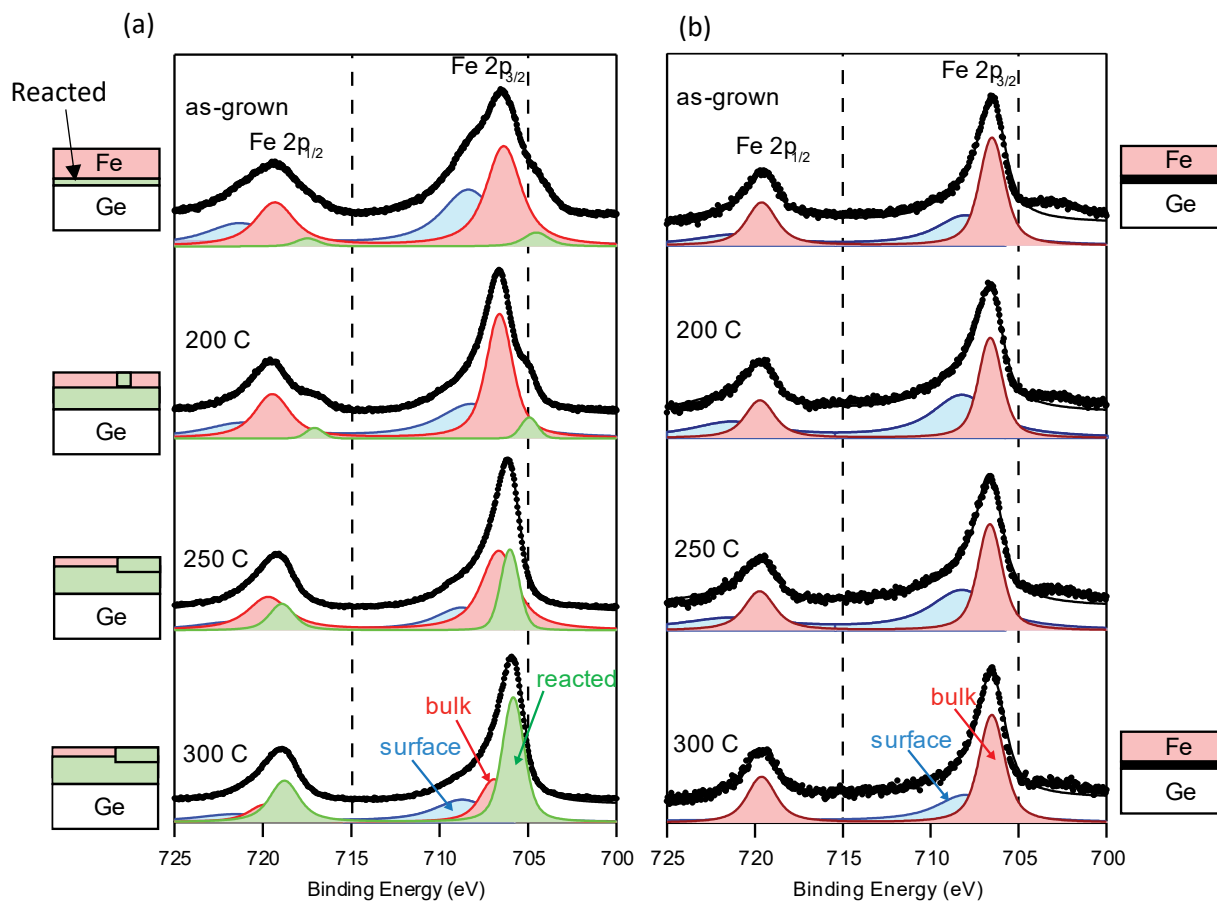 (a)
(b)
Reacted
Fe
Ge
as-grown
Fe 2p1/2
Fe 2p3/2
as-grown
Fe 2p1/2
Fe 2p3/2
Fe
Ge
Ge
200 C
200 C
Ge
250 C
250 C
Ge
300 C
surface
bulk
reacted
300 C
surface
bulk
Fe
Ge
725 720 715 710 705 700
Binding Energy (eV)
725 720 715 710 705 700
Binding Energy (eV)